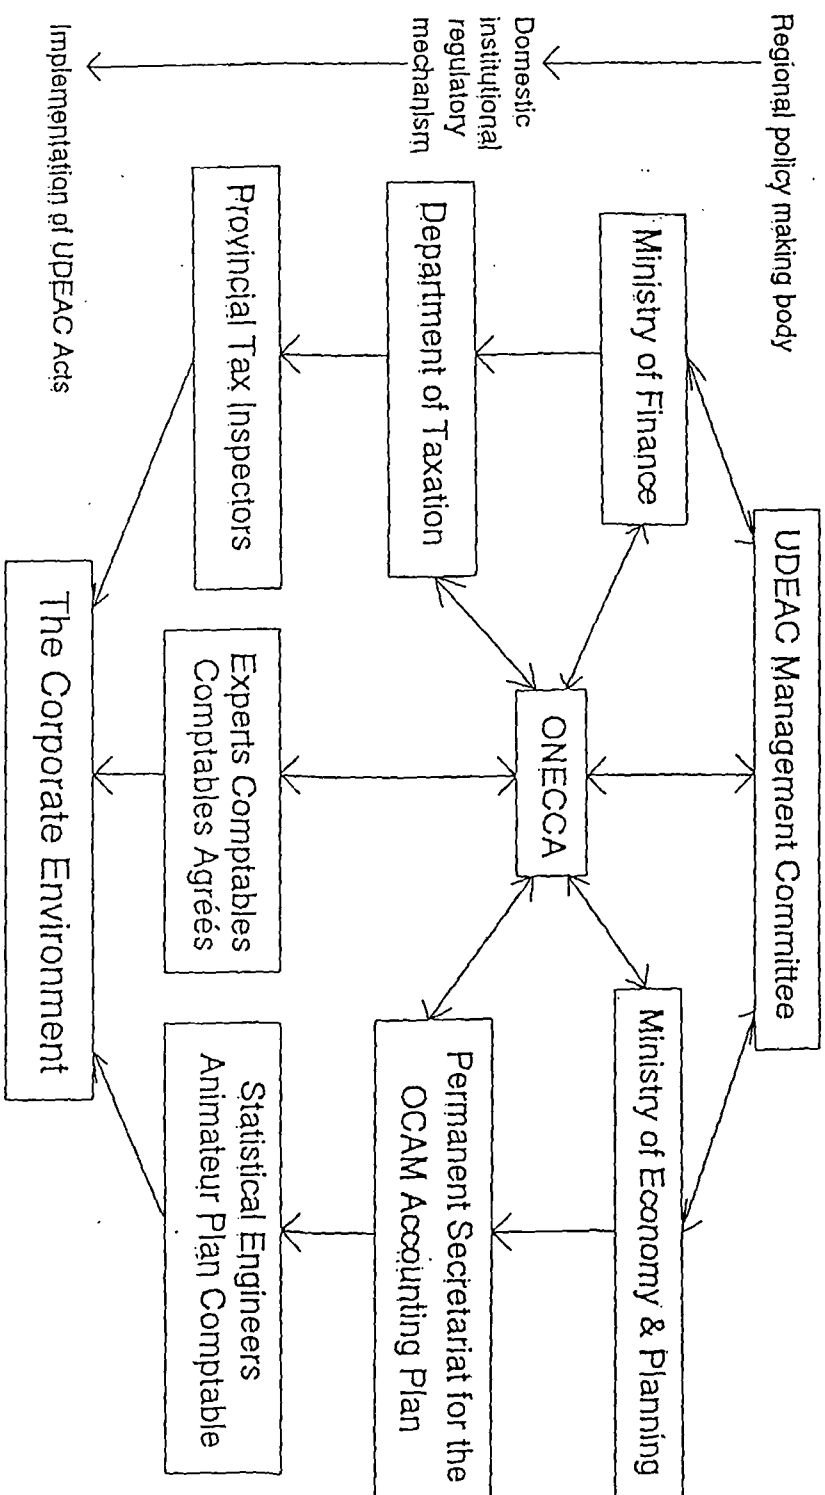 Regional policy making body
Domestic
institutional
regulatory
mechanism
Implementation of UDEAC Acts
UDEAC Management Committee
Ministry of Finance
ONECCA
Ministry of Economy & Planning
Department of Taxation
Permanent Secretariat for the
OCAM Accounting Plan
Provincial Tax Inspectors
Experts Comptables
Comptables Agréés
Statistical Engineers
Animateur Plan Comptable
The Corporate Environment